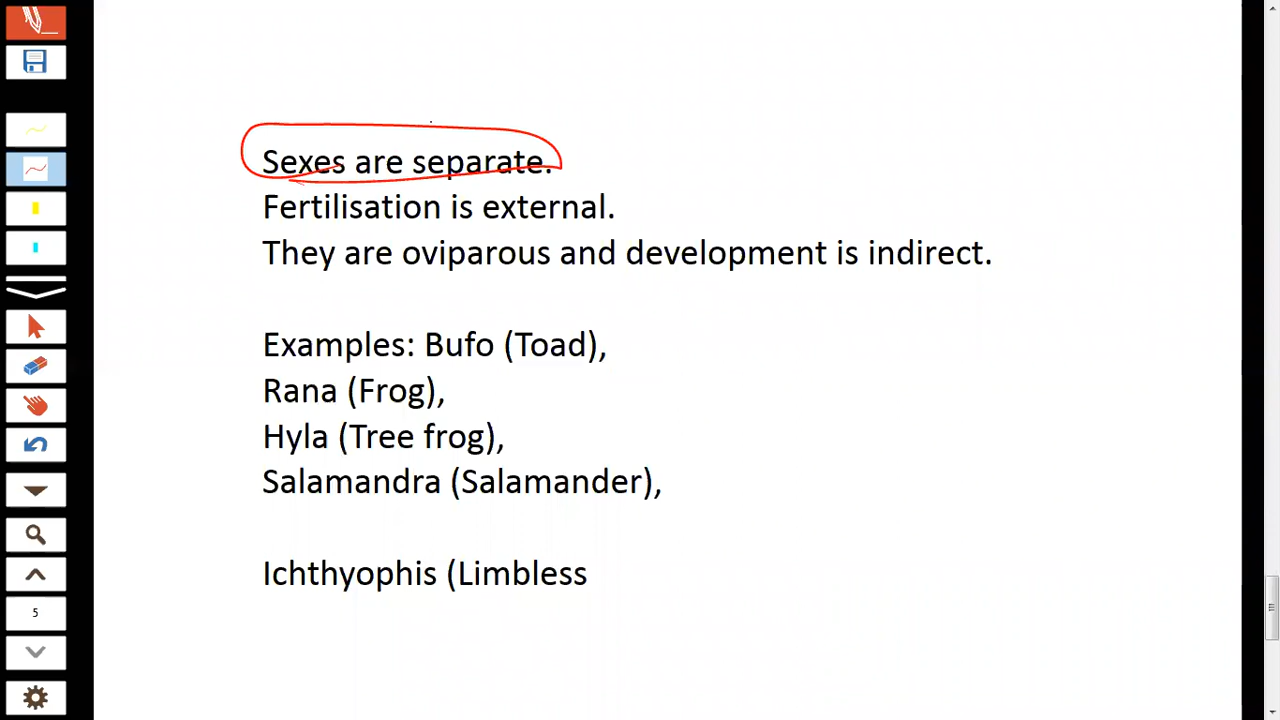 Sexes are separate.
Fertilisation is external.
They are oviparous and development is indirect.
Examples: Bufo (Toad),
Rana (Frog),
Hyla (Tree frog),
Salamandra (Salamander),
Ichthyophis (Limbless
5